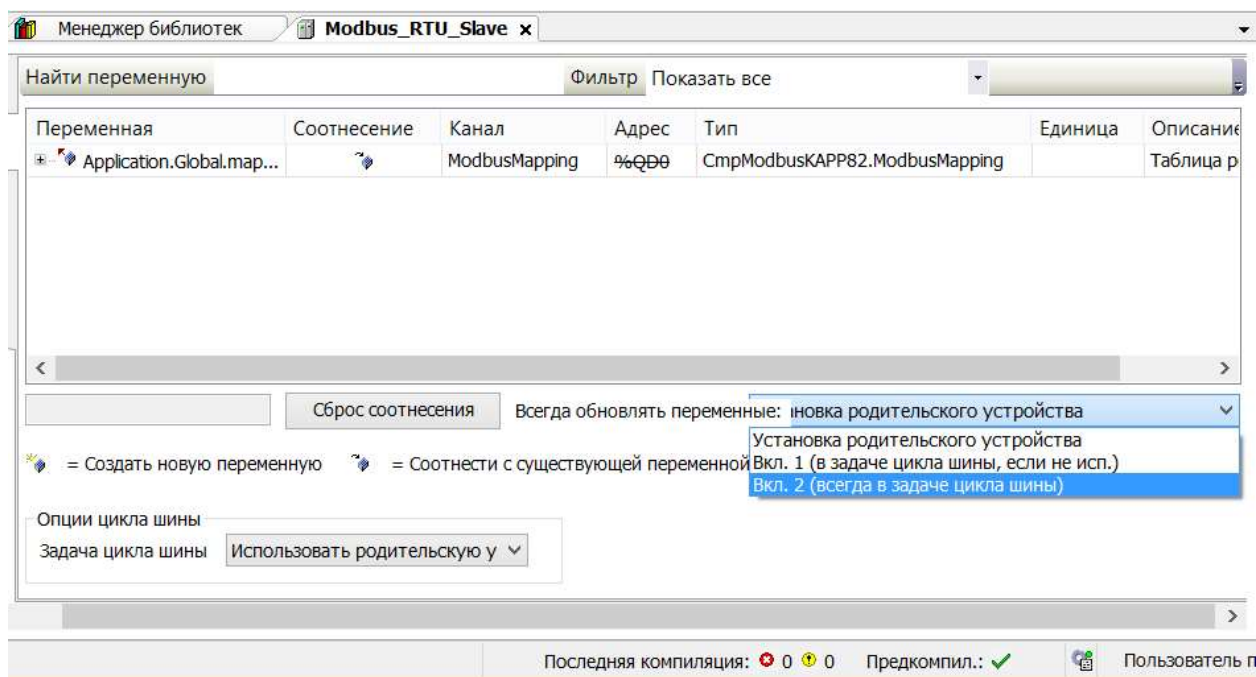 Менеджер библиотек Modbus_RTU_Slave x
Найти переменную Фильтр Показать все
Переменная Соотнесение Канал Адрес Тип Единица Описание
Application.Global.map... ModbusMapping %QD0 CmpModbusKAPP82.ModbusMapping Таблица р
Сброс соотнесения Всегда обновлять переменные: новка родительского устройства
Установка родительского устройства
= Создать новую переменную = Соотнести с существующей переменной Вкл. 1 (в задаче цикла шины, если не исп.)
Вкл. 2 (всегда в задаче цикла шины)
Опции цикла шины
Задача цикла шины Использовать родительскую у
Последняя компиляция: 0 0 Предкомпил.: ✓ Пользователь п